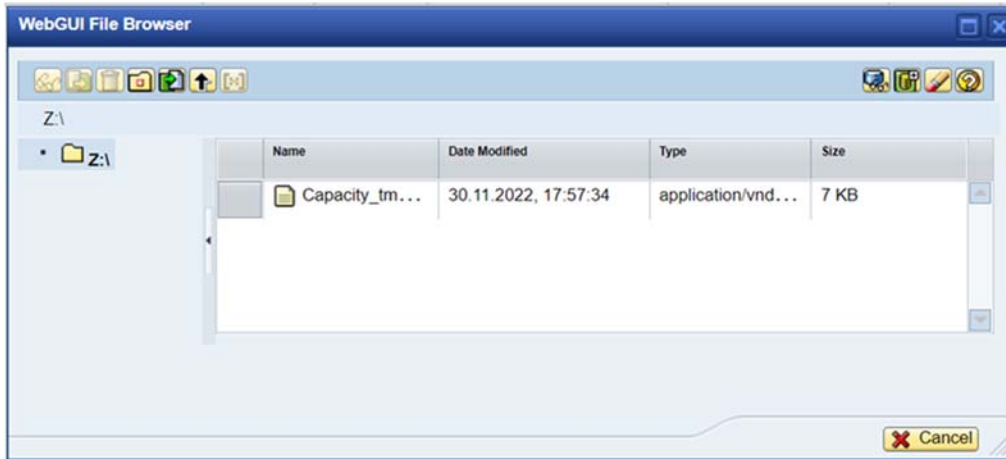 WebGUI File Browser
Z:\
Z:\
Name Date Modified Type Size
Capacity_tm... 30.11.2022, 17:57:34 application/vnd... 7 KB
Cancel